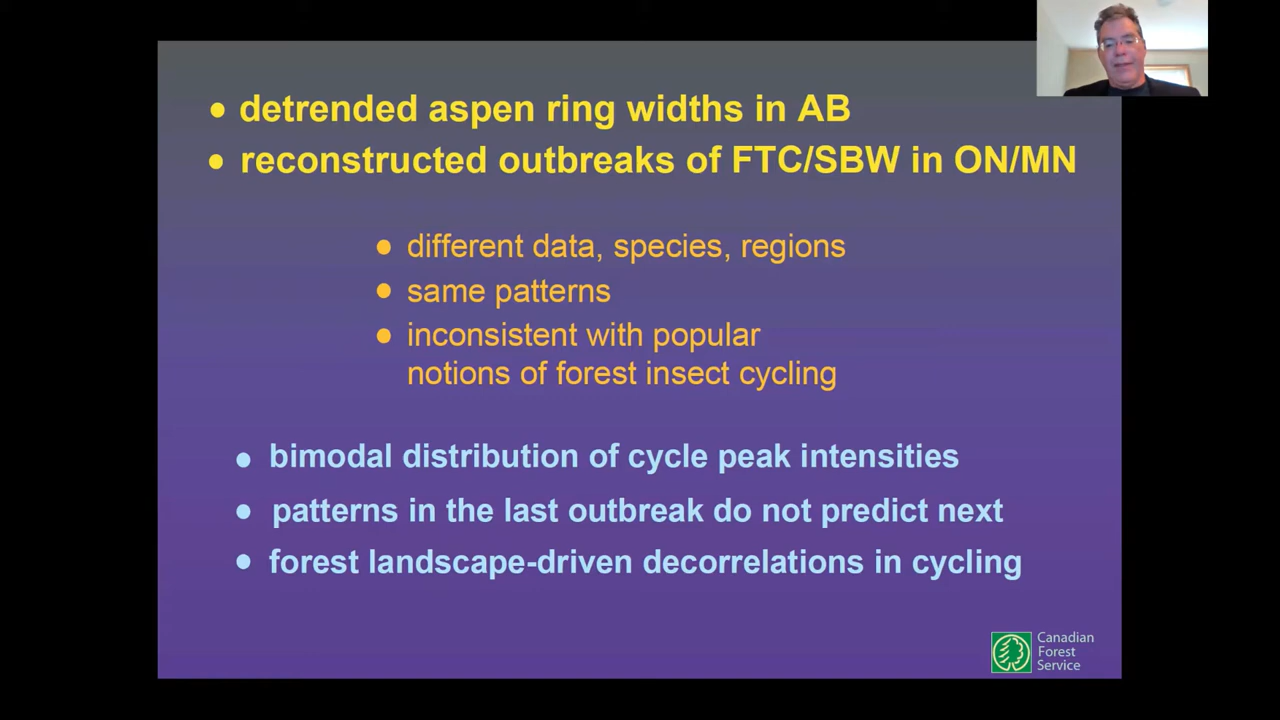 • detrended aspen ring widths in AB
• reconstructed outbreaks of FTC/SBW in ON/MN
• different data, species, regions
• same patterns
• inconsistent with popular
notions of forest insect cycling
• bimodal distribution of cycle peak intensities
• patterns in the last outbreak do not predict next
• forest landscape-driven decorrelations in cycling
Canadian
Forest
Service